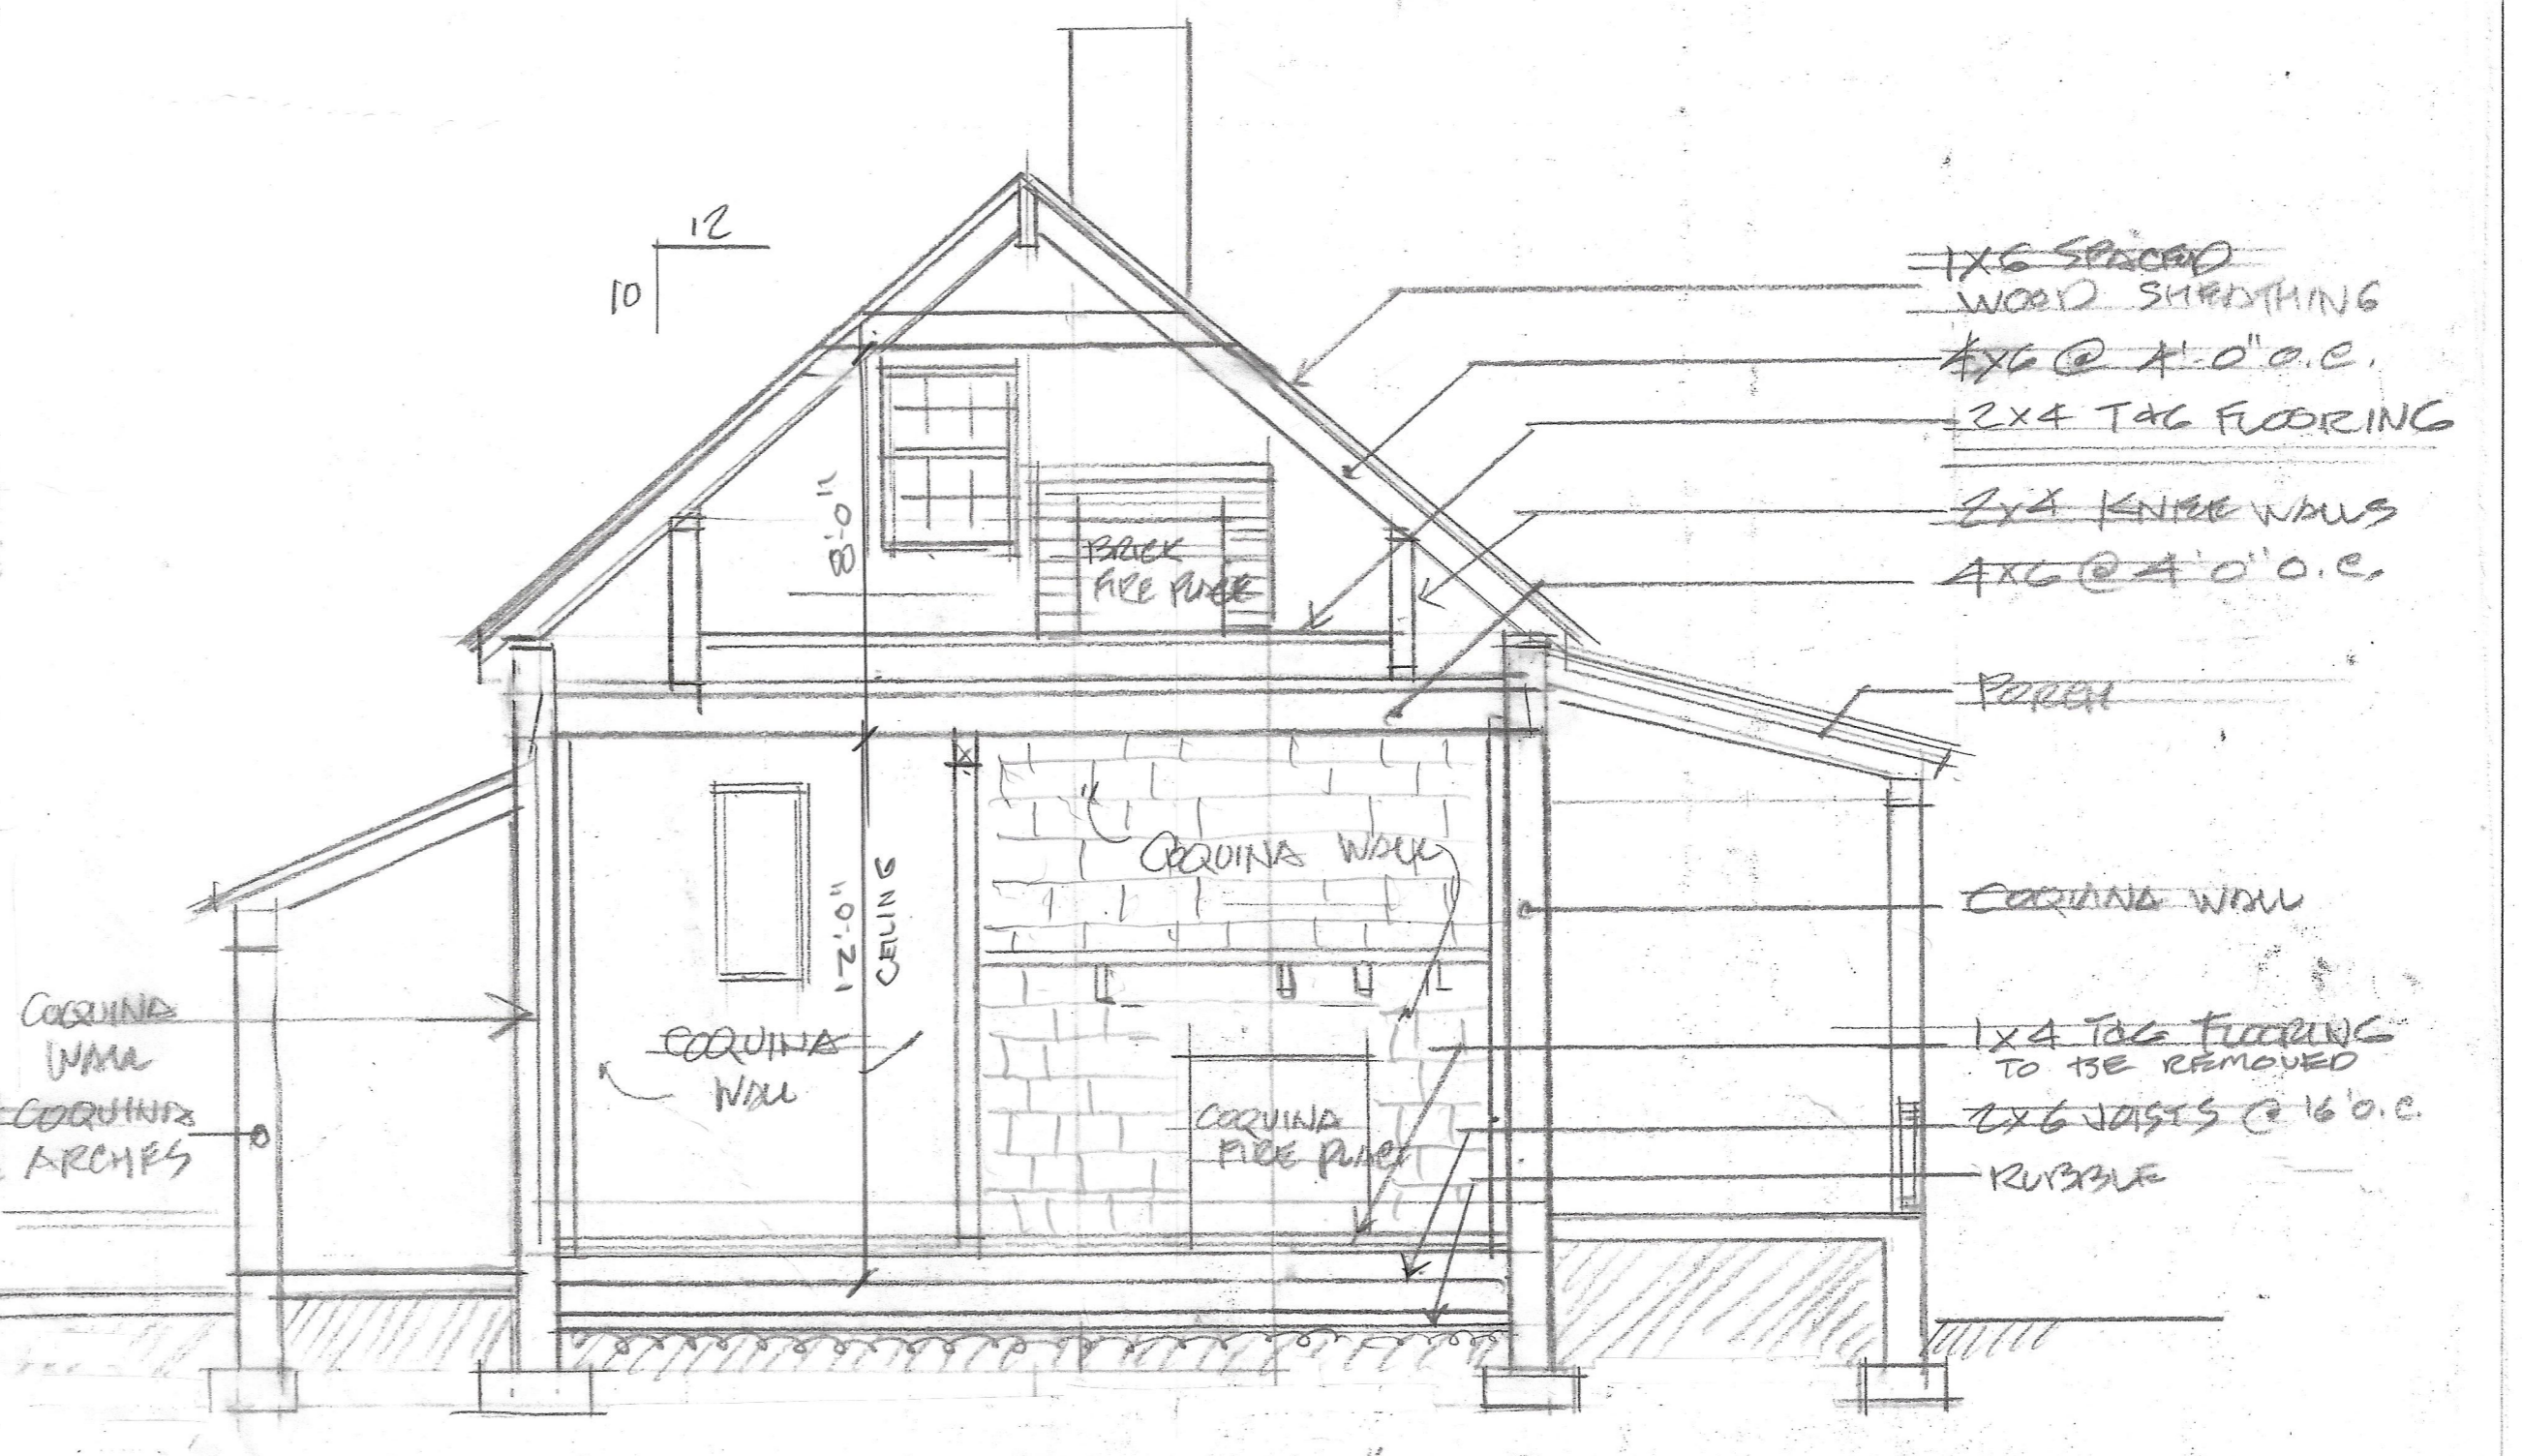 12
10
1X6 SPACED
WOOD SHEATHING
4X6 @ 4'-0" O.C.
2X4 T&G FLOORING
2X4 KNEE WALLS
4X6 @ 4'0" O.C.
PORCH
COQUINA WALL
1X4 T&G FLOORING
TO BE REMOVED
2X6 JOISTS @ 16'O.C.
RUBBLE
8'-0"
BRICK
FIRE PLACE
COQUINA WALL
12'-0"
CEILING
COQUINA
WALL
COQUINA
FIRE PLACE
COQUINA
WALL
COQUINA
ARCHES